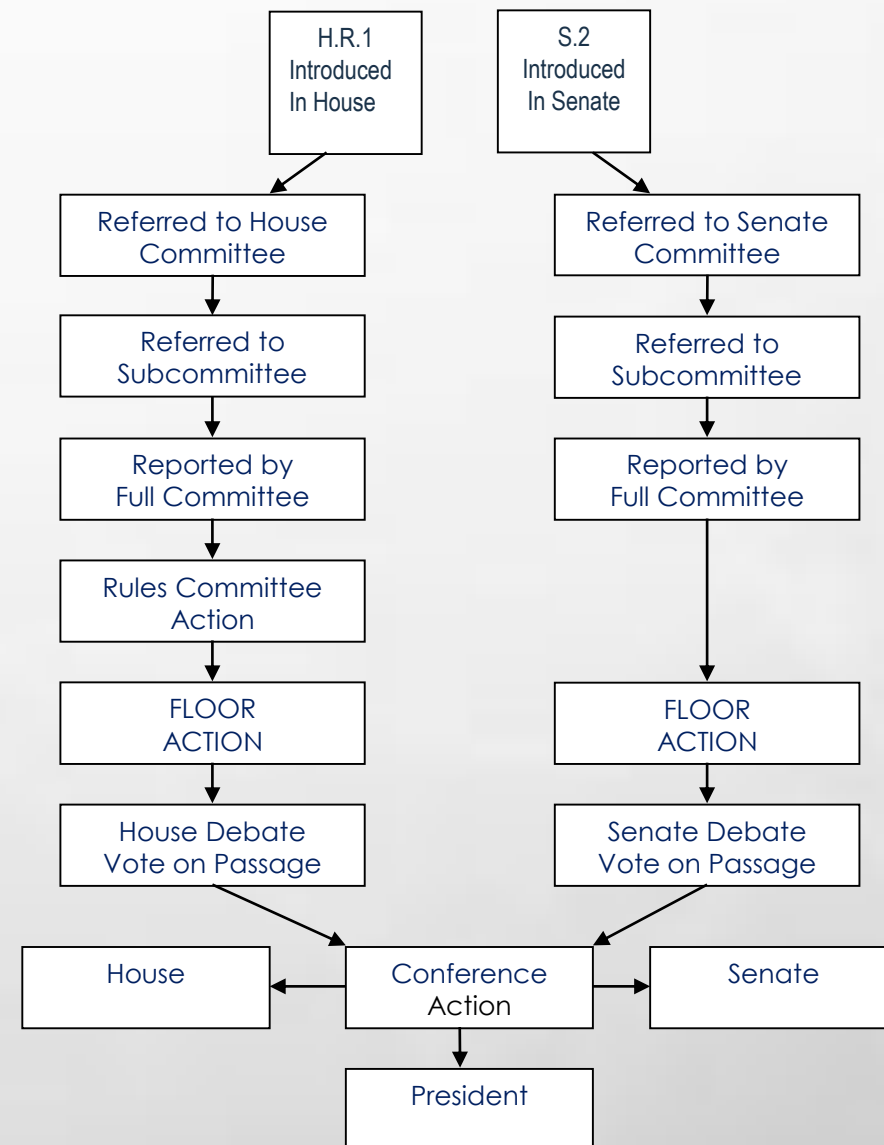 H.R.1
Introduced
In House
S.2
Introduced
In Senate
Referred to House
Committee
Referred to Senate
Committee
Referred to
Subcommittee
Referred to
Subcommittee
Reported by
Full Committee
Reported by
Full Committee
Rules Committee
Action
FLOOR
ACTION
FLOOR
ACTION
House Debate
Vote on Passage
Senate Debate
Vote on Passage
House
Conference
Action
Senate
President